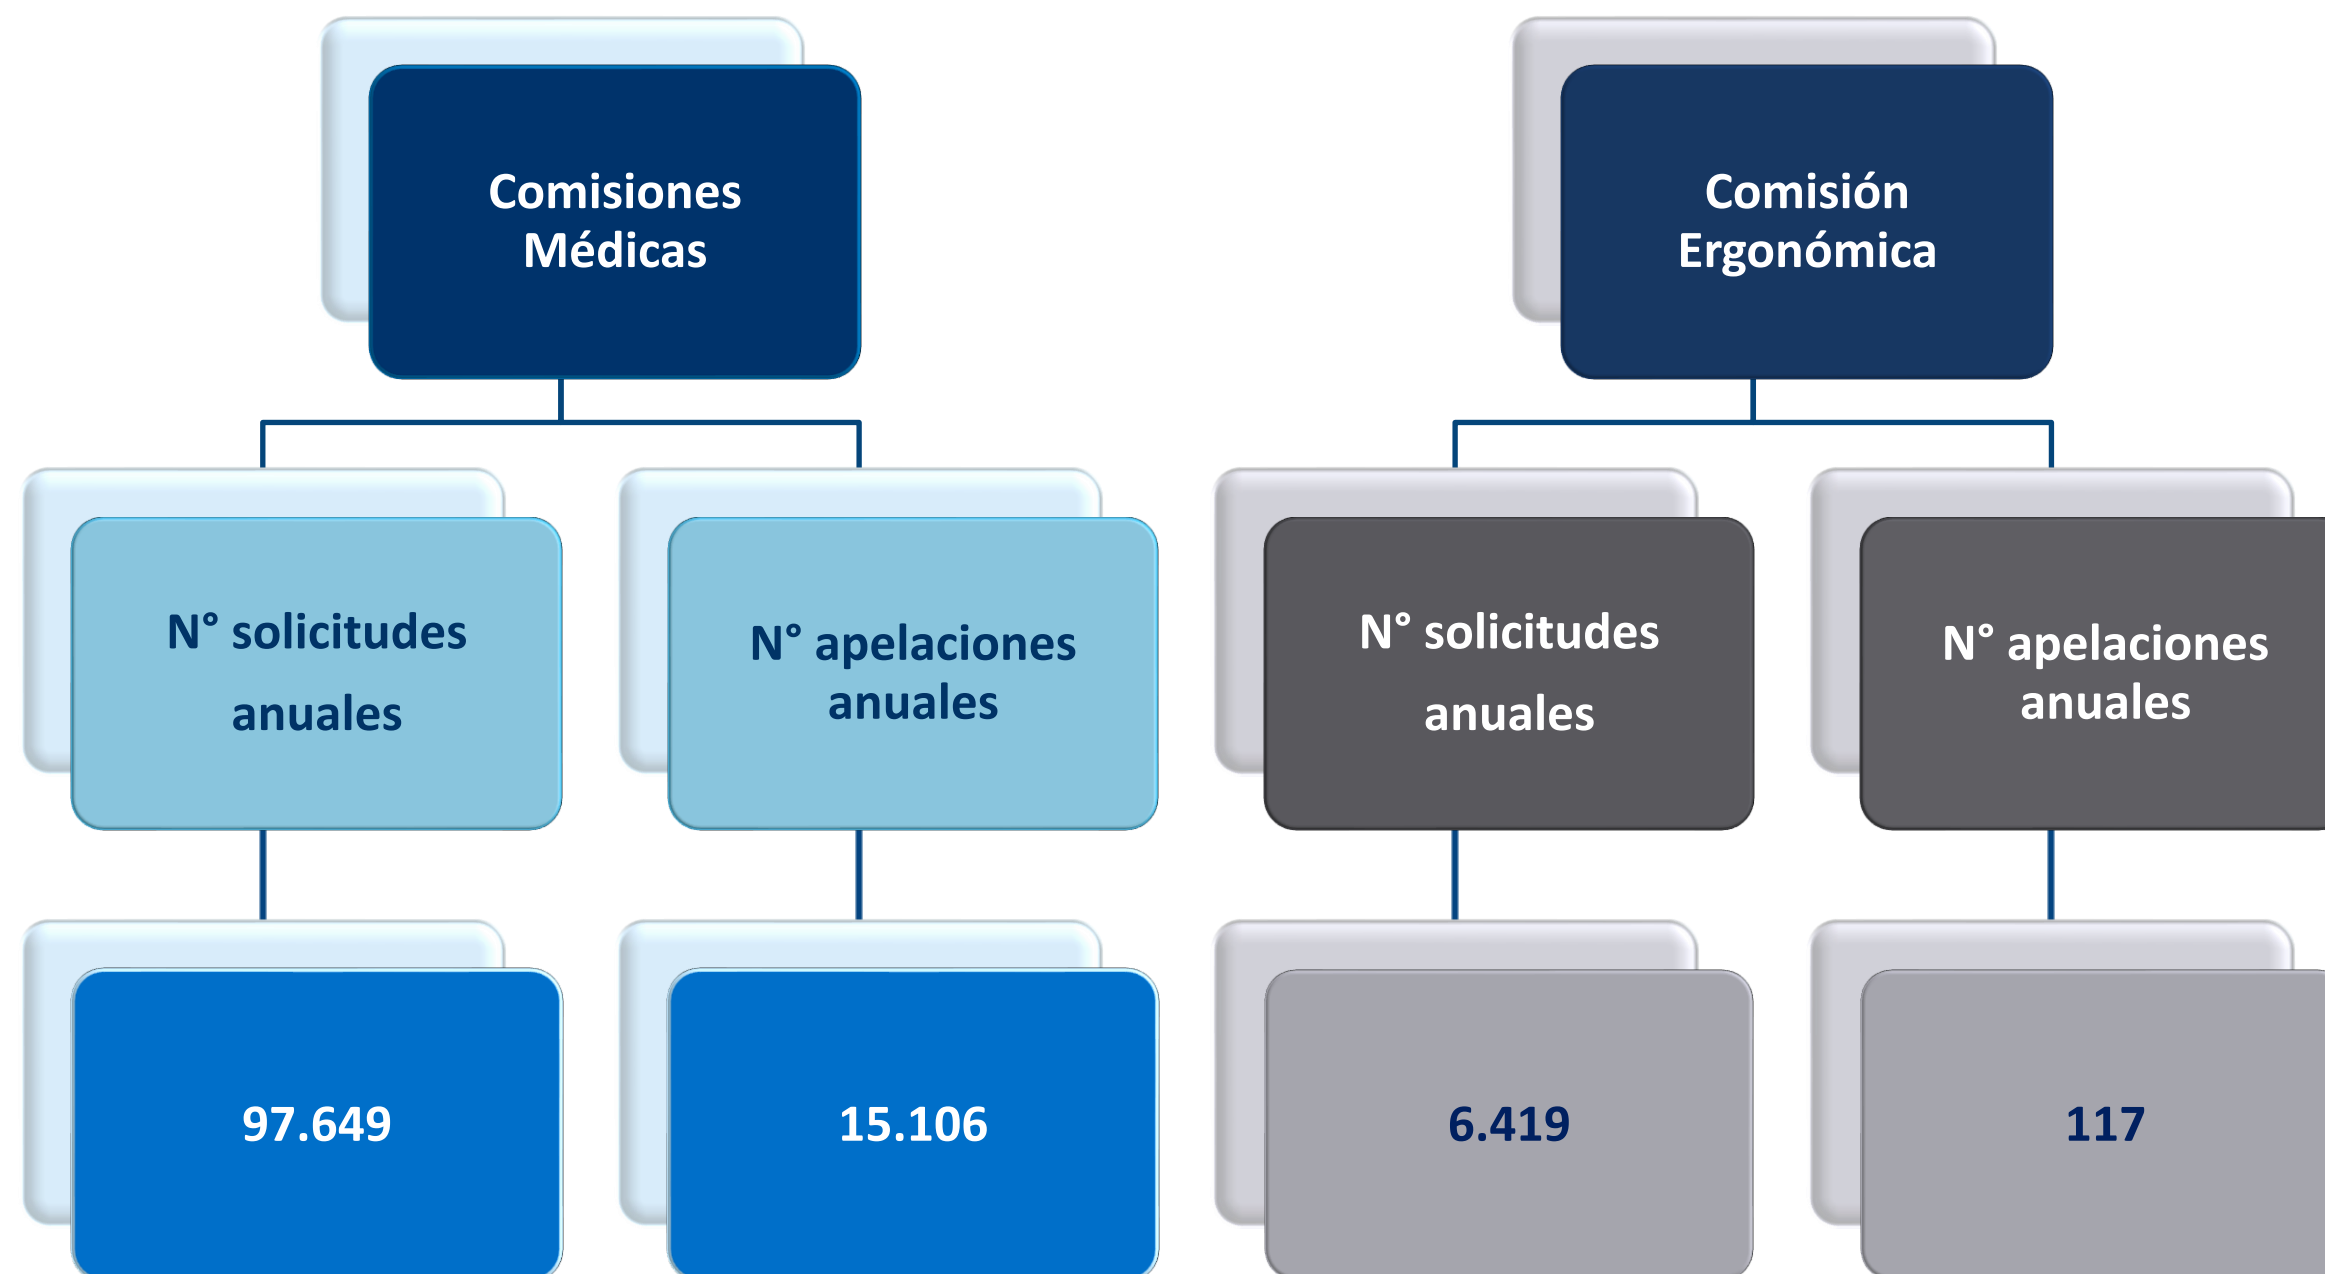 Comisiones
Médicas
Comisión
Ergonómica
N° solicitudes
anuales
N° apelaciones
anuales
N° solicitudes
anuales
N° apelaciones
anuales
97.649
15.106
6.419
117